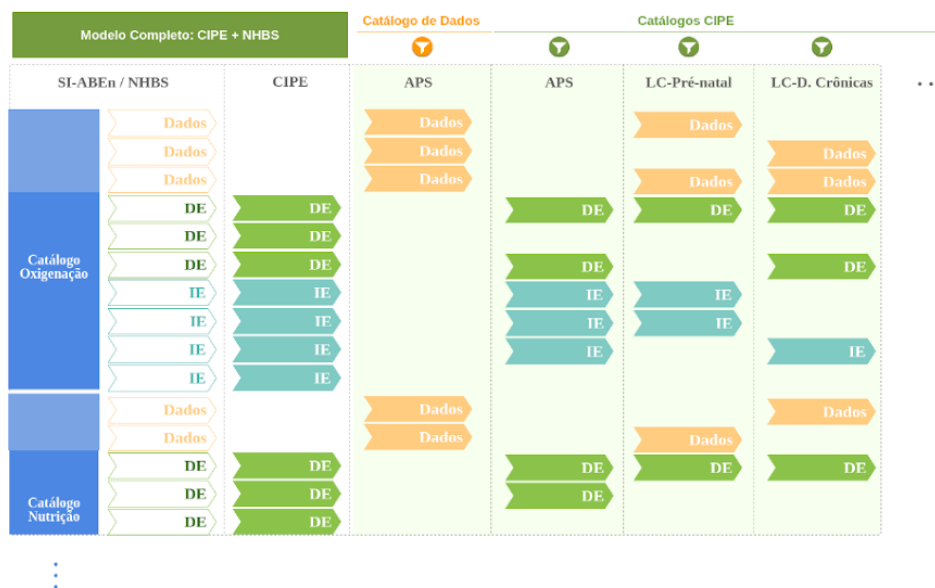 Catálogo de Dados
Catálogos CIPE
Modelo Completo: CIPE + NHBS
SI-ABEn / NHBS
CIPE
APS
APS
LC-Pré-natal
LC-D. Crônicas
Dados
Dados
Dados
Dados
Dados
Dados
Dados
Dados
Dados
Dados
Catálogo
Oxigenação
DE
DE
DE
DE
DE
DE
DE
DE
DE
DE
DE
IE
IE
IE
IE
IE
IE
IE
IE
IE
IE
IE
IE
IE
IE
Dados
Dados
Dados
Dados
Dados
Dados
Catálogo
Nutrição
DE
DE
DE
DE
DE
DE
DE
DE
DE
DE